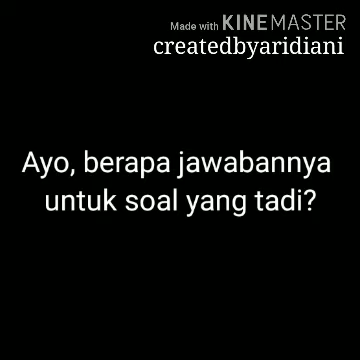 Made with KINEMASTER
createdbyaridiani
Ayo, berapa jawabannya
untuk soal yang tadi?